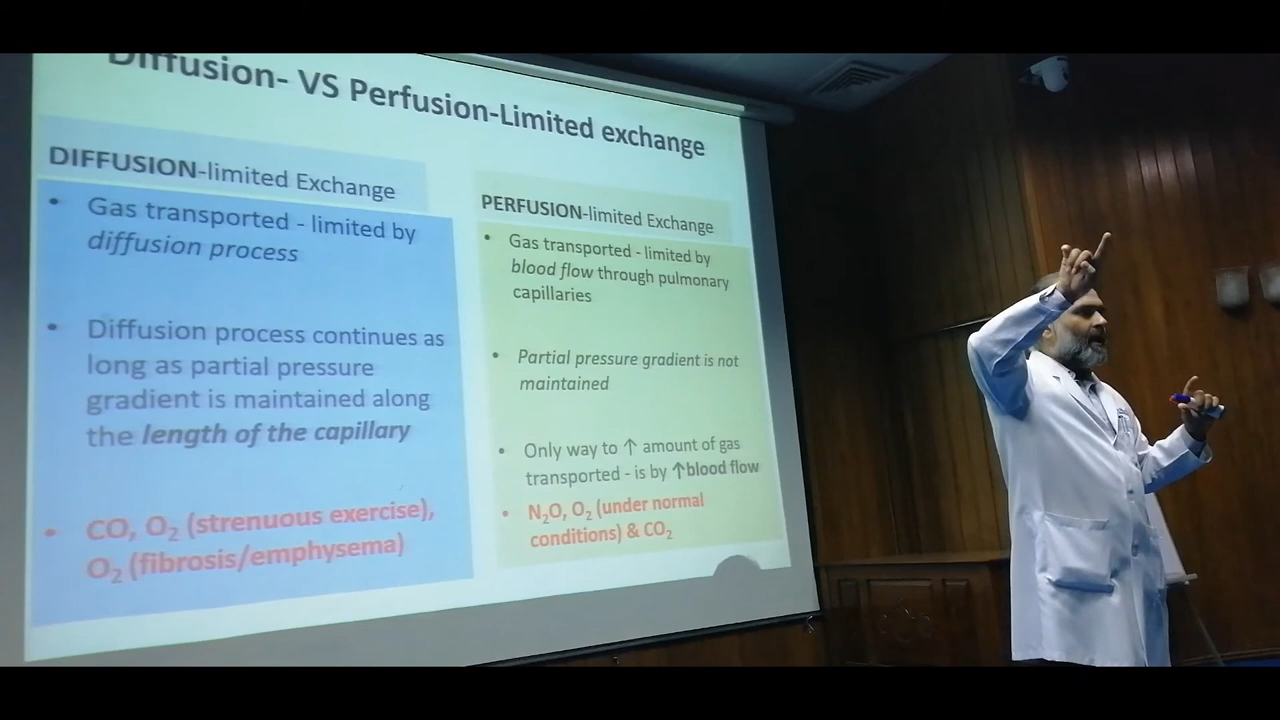 Diffusion- VS Perfusion-Limited exchange
DIFFUSION-limited Exchange
• Gas transported - limited by
diffusion process
• Diffusion process continues as
long as partial pressure
gradient is maintained along
the length of the capillary
• CO, O₂ (strenuous exercise),
O₂ (fibrosis/emphysema)
PERFUSION-limited Exchange
• Gas transported - limited by
blood flow through pulmonary
capillaries
• Partial pressure gradient is not
maintained
• Only way to ↑ amount of gas
transported - is by ↑blood flow
• N₂O, O₂ (under normal
conditions) & CO₂